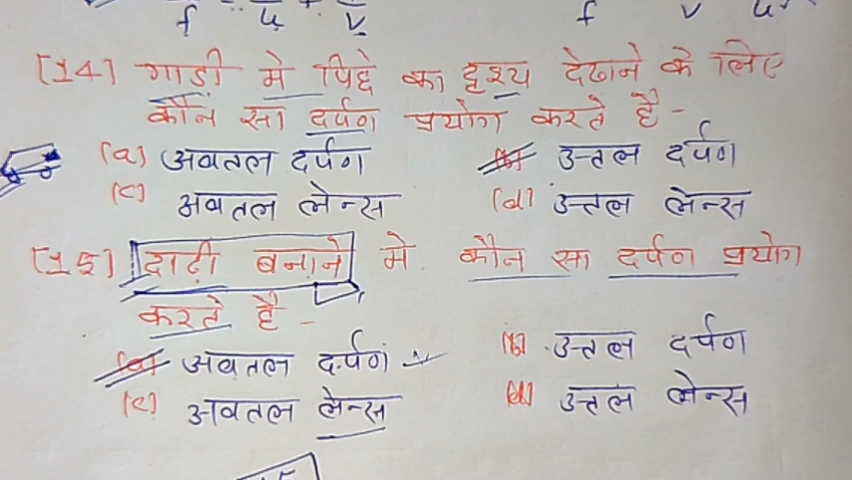 f u v f v u
[14] गाड़ी मे पिछे का दृश्य देखने के लिए
कौन सा दर्पण प्रयोग करते है -
(a) अवतल दर्पण (b) उत्तल दर्पण
(c) अवतल लेन्स (d) उत्तल लेन्स
[15] दाढ़ी बनाने मे कौन सा दर्पण प्रयोग
करते है -
(a) अवतल दर्पण (b) उत्तल दर्पण
(c) अवतल लेन्स (d) उत्तल लेन्स